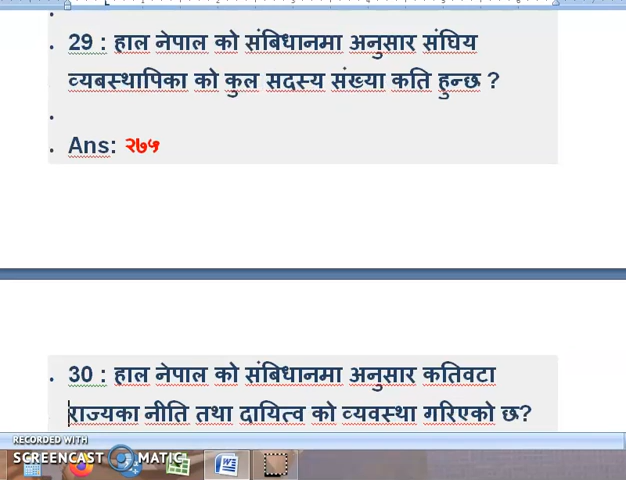 29 : हाल नेपाल को संबिधानमा अनुसार संघिय
व्यबस्थापिका को कुल सदस्य संख्या कति हुन्छ ?
Ans: २७५
30 : हाल नेपाल को संबिधानमा अनुसार कतिवटा
राज्यका नीति तथा दायित्व को व्यवस्था गरिएको छ?
RECORDED WITH
SCREENCAST MATIC